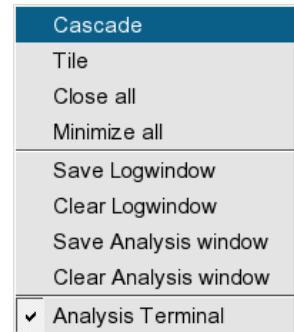 Cascade
Tile
Close all
Minimize all
Save Logwindow
Clear Logwindow
Save Analysis window
Clear Analysis window
Analysis Terminal